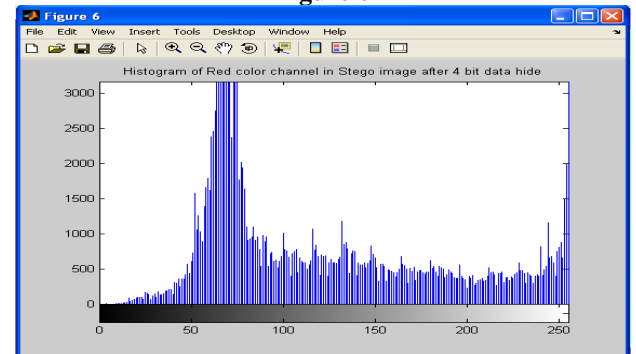 Figure 6
File Edit View Insert Tools Desktop Window Help
Histogram of Red color channel in Stego image after 4 bit data hide
3000
2500
2000
1500
1000
500
0
0 50 100 150 200 250